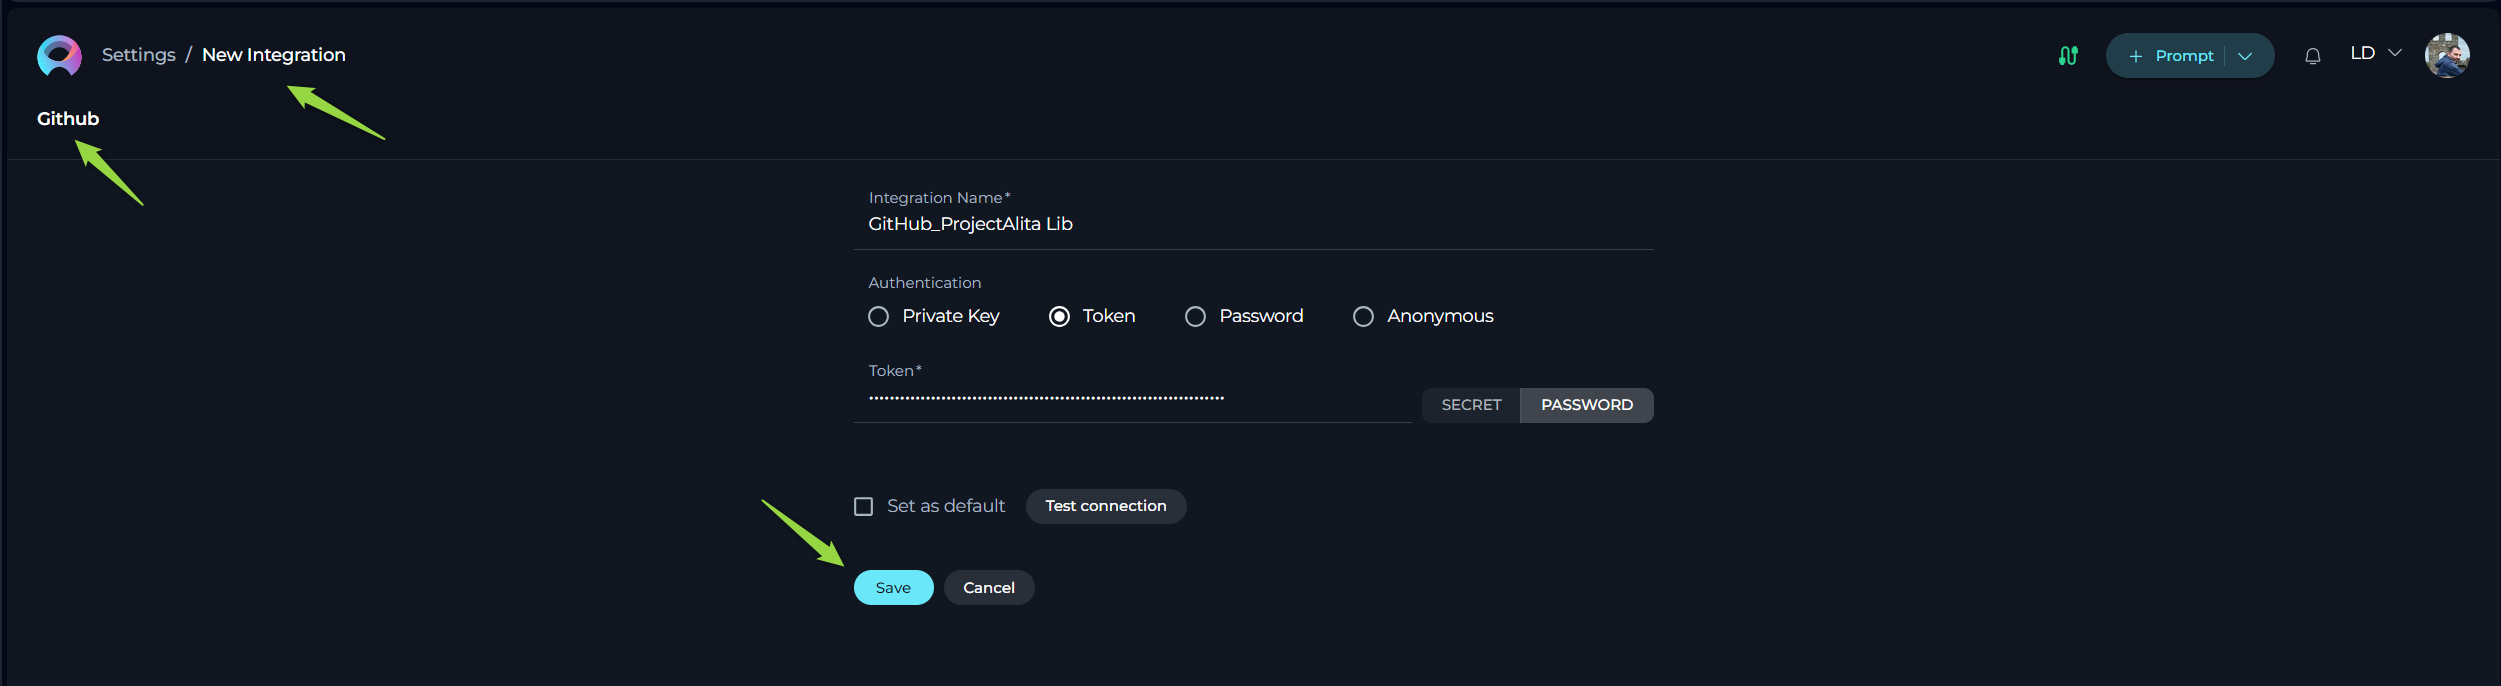 Settings / New Integration
+ Prompt
LD
Github
Integration Name*
GitHub_ProjectAlita Lib
Authentication
Private Key Token Password Anonymous
Token*
••••••••••••••••••••••••••••••••••••••••••••••••••••••••••••••••••••••
SECRET PASSWORD
Set as default Test connection
Save Cancel